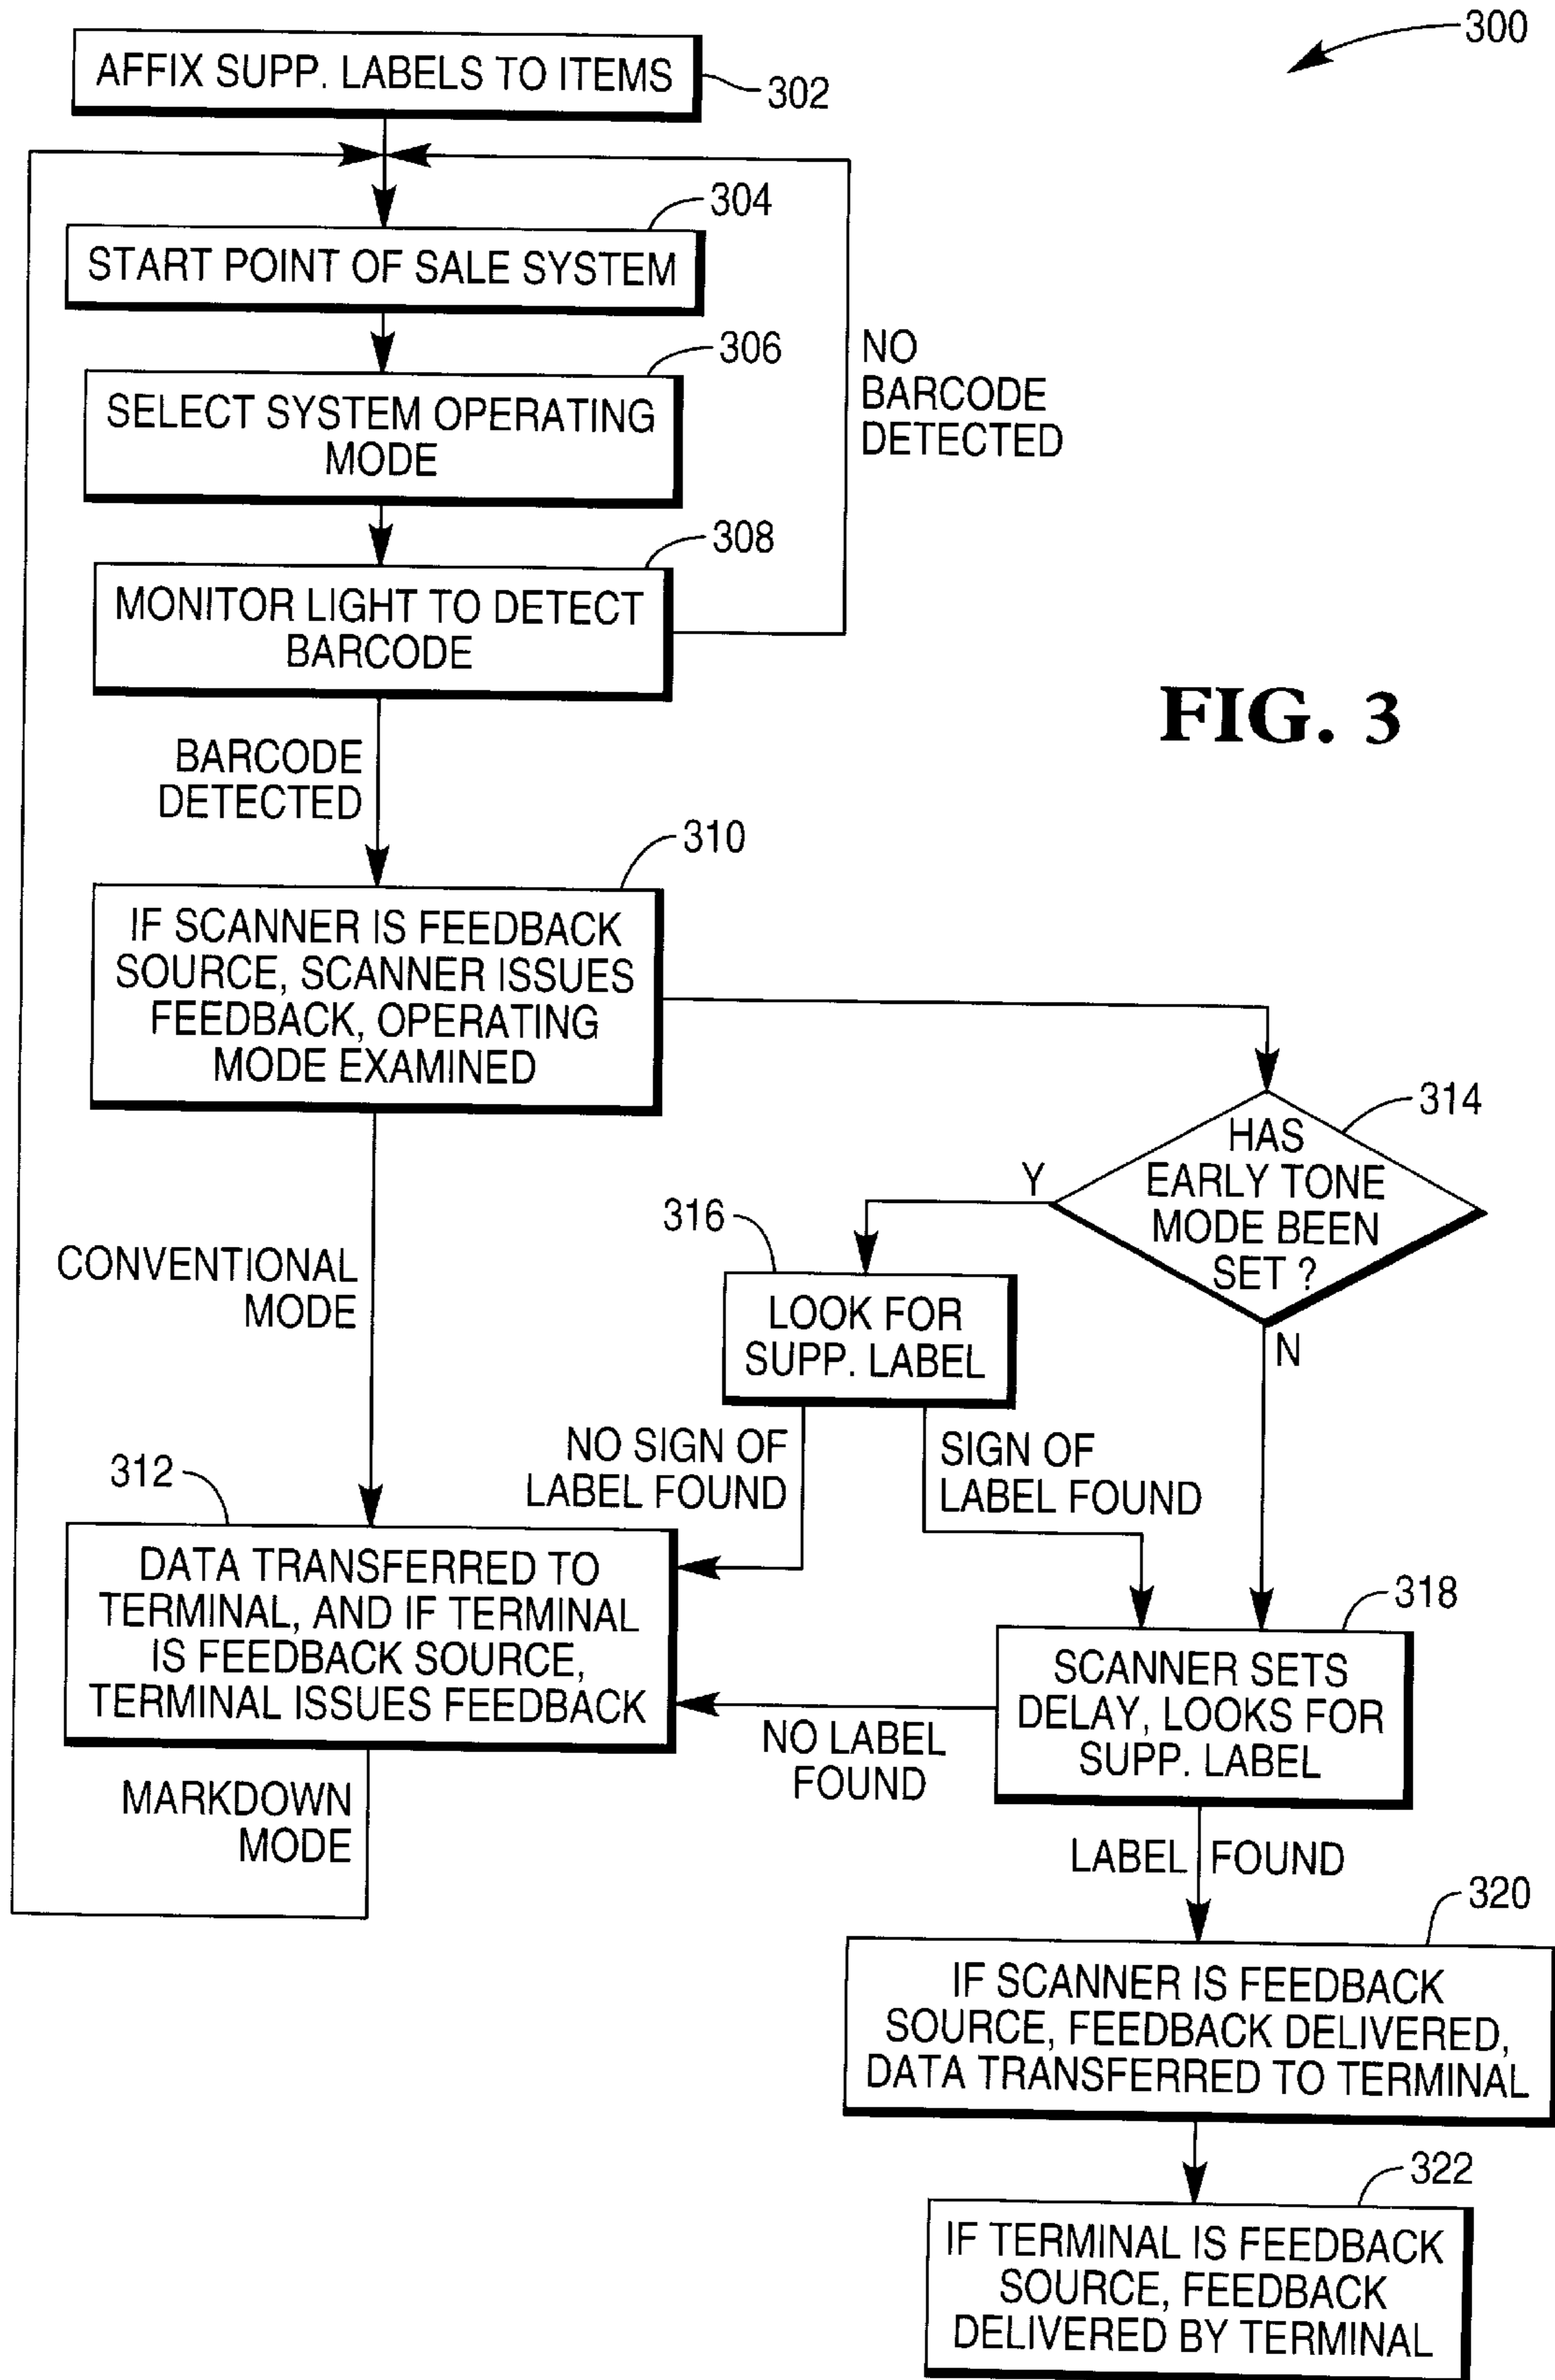 300
AFFIX SUPP. LABELS TO ITEMS
302
304
START POINT OF SALE SYSTEM
306
SELECT SYSTEM OPERATING
MODE
NO
BARCODE
DETECTED
308
MONITOR LIGHT TO DETECT
BARCODE
FIG. 3
BARCODE
DETECTED
310
IF SCANNER IS FEEDBACK
SOURCE, SCANNER ISSUES
FEEDBACK, OPERATING
MODE EXAMINED
314
HAS
EARLY TONE
MODE BEEN
SET ?
Y
N
316
LOOK FOR
SUPP. LABEL
CONVENTIONAL
MODE
NO SIGN OF
LABEL FOUND
SIGN OF
LABEL FOUND
312
DATA TRANSFERRED TO
TERMINAL, AND IF TERMINAL
IS FEEDBACK SOURCE,
TERMINAL ISSUES FEEDBACK
318
SCANNER SETS
DELAY, LOOKS FOR
SUPP. LABEL
NO LABEL
FOUND
MARKDOWN
MODE
LABEL FOUND
320
IF SCANNER IS FEEDBACK
SOURCE, FEEDBACK DELIVERED,
DATA TRANSFERRED TO TERMINAL
322
IF TERMINAL IS FEEDBACK
SOURCE, FEEDBACK
DELIVERED BY TERMINAL